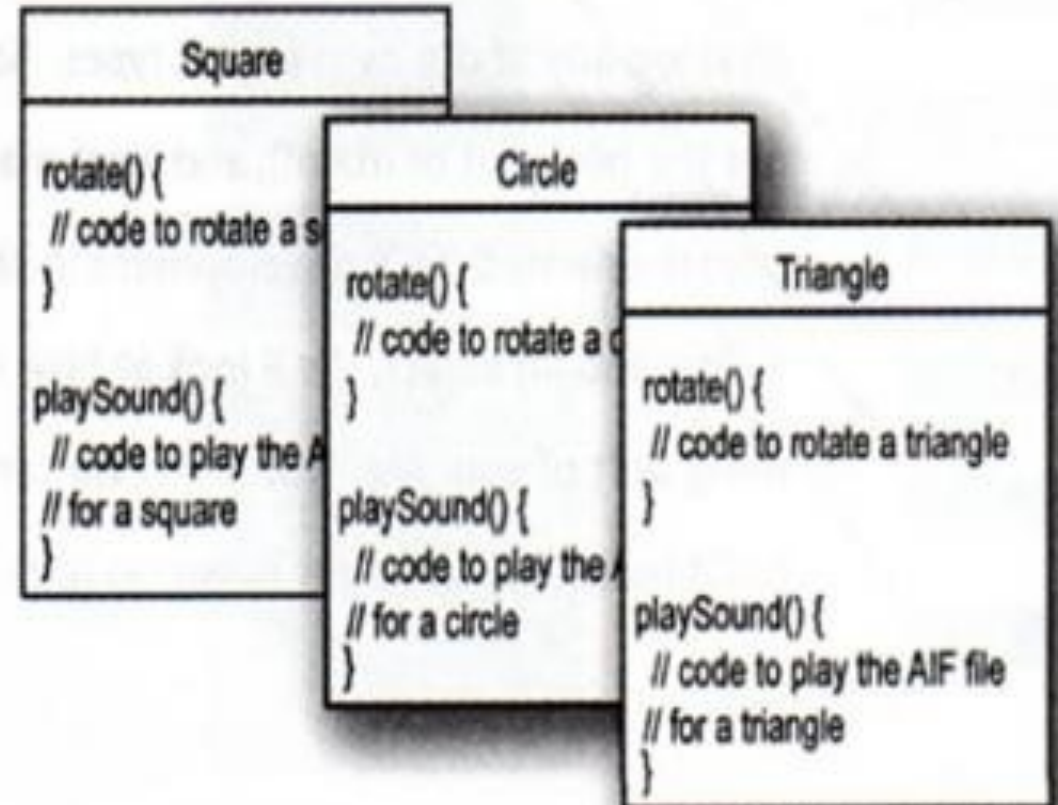 Square
rotate() {
// code to rotate a
}
playSound() {
// code to play the
// for a square
}
Circle
rotate() {
// code to rotate a
}
playSound() {
// code to play the
// for a circle
}
Triangle
rotate() {
// code to rotate a triangle
}
playSound() {
// code to play the AIF file
// for a triangle
}